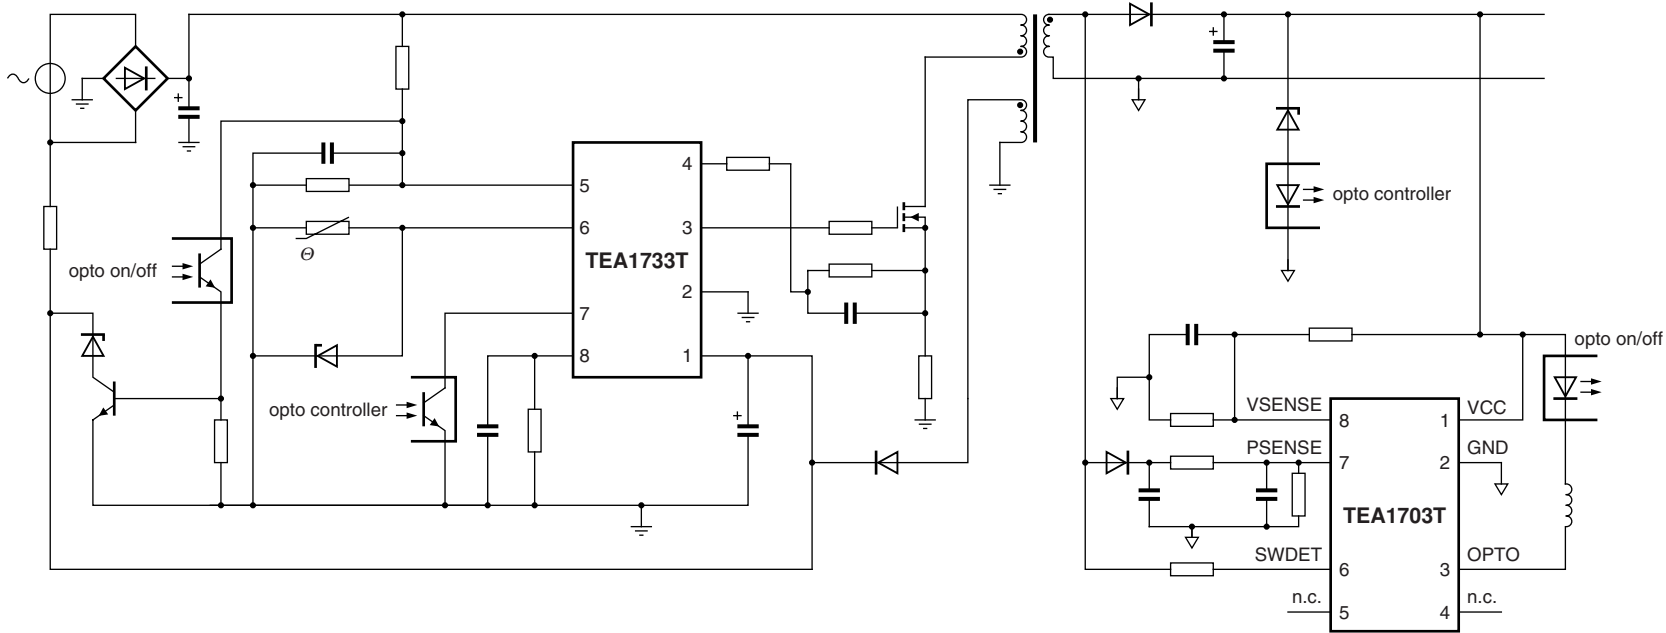 +
4
5
opto controller
3
6
Θ
TEA1733T
opto on/off
2
7
opto on/off
8
1
VSENSE
VCC
opto controller
+
8
1
PSENSE
GND
7
2
TEA1703T
SWDET
OPTO
6
3
n.c.
n.c.
5
4
+